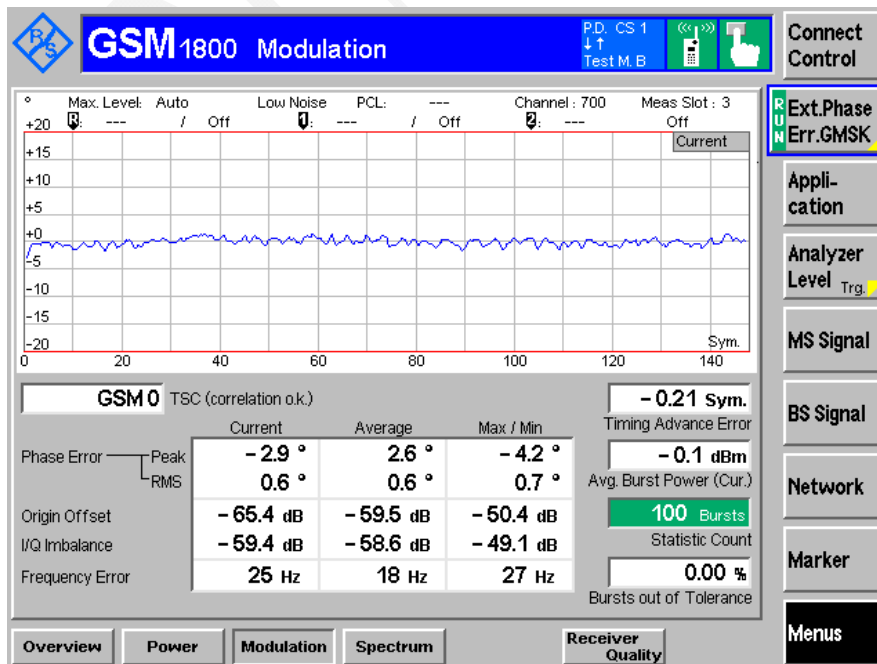 R&S GSM 1800 Modulation P.D. CS 1
↓↑
Test M. B
Connect
Control
° Max. Level: Auto Low Noise PCL: --- Channel : 700 Meas Slot : 3
+20 R: --- / Off 1: --- / Off 2: --- Off
Current
+15
+10
+5
+0
-5
-10
-15
-20 Sym.
0 20 40 60 80 100 120 140
RUN
Ext.Phase
Err.GMSK
Appli-
cation
Analyzer
Level Trg.
MS Signal
BS Signal
Network
Marker
Menus
GSM 0 TSC (correlation o.k.)
– 0.21 Sym.
Timing Advance Error
Current Average Max / Min
Phase Error Peak – 2.9 ° 2.6 ° – 4.2 °
RMS 0.6 ° 0.6 ° 0.7 °
– 0.1 dBm
Avg. Burst Power (Cur.)
Origin Offset – 65.4 dB – 59.5 dB – 50.4 dB
I/Q Imbalance – 59.4 dB – 58.6 dB – 49.1 dB
Frequency Error 25 Hz 18 Hz 27 Hz
100 Bursts
Statistic Count
0.00 %
Bursts out of Tolerance
Overview Power Modulation Spectrum Receiver
Quality